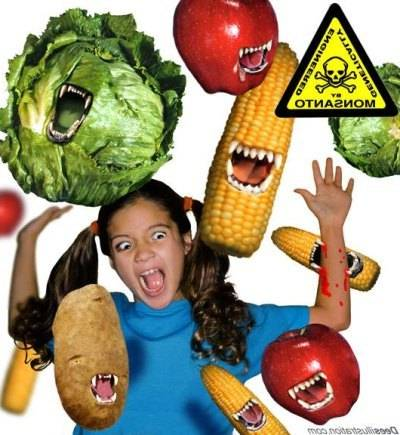 GENETICALLY
ENGINEERED
BY
MONSANTO
Deesillustration.com